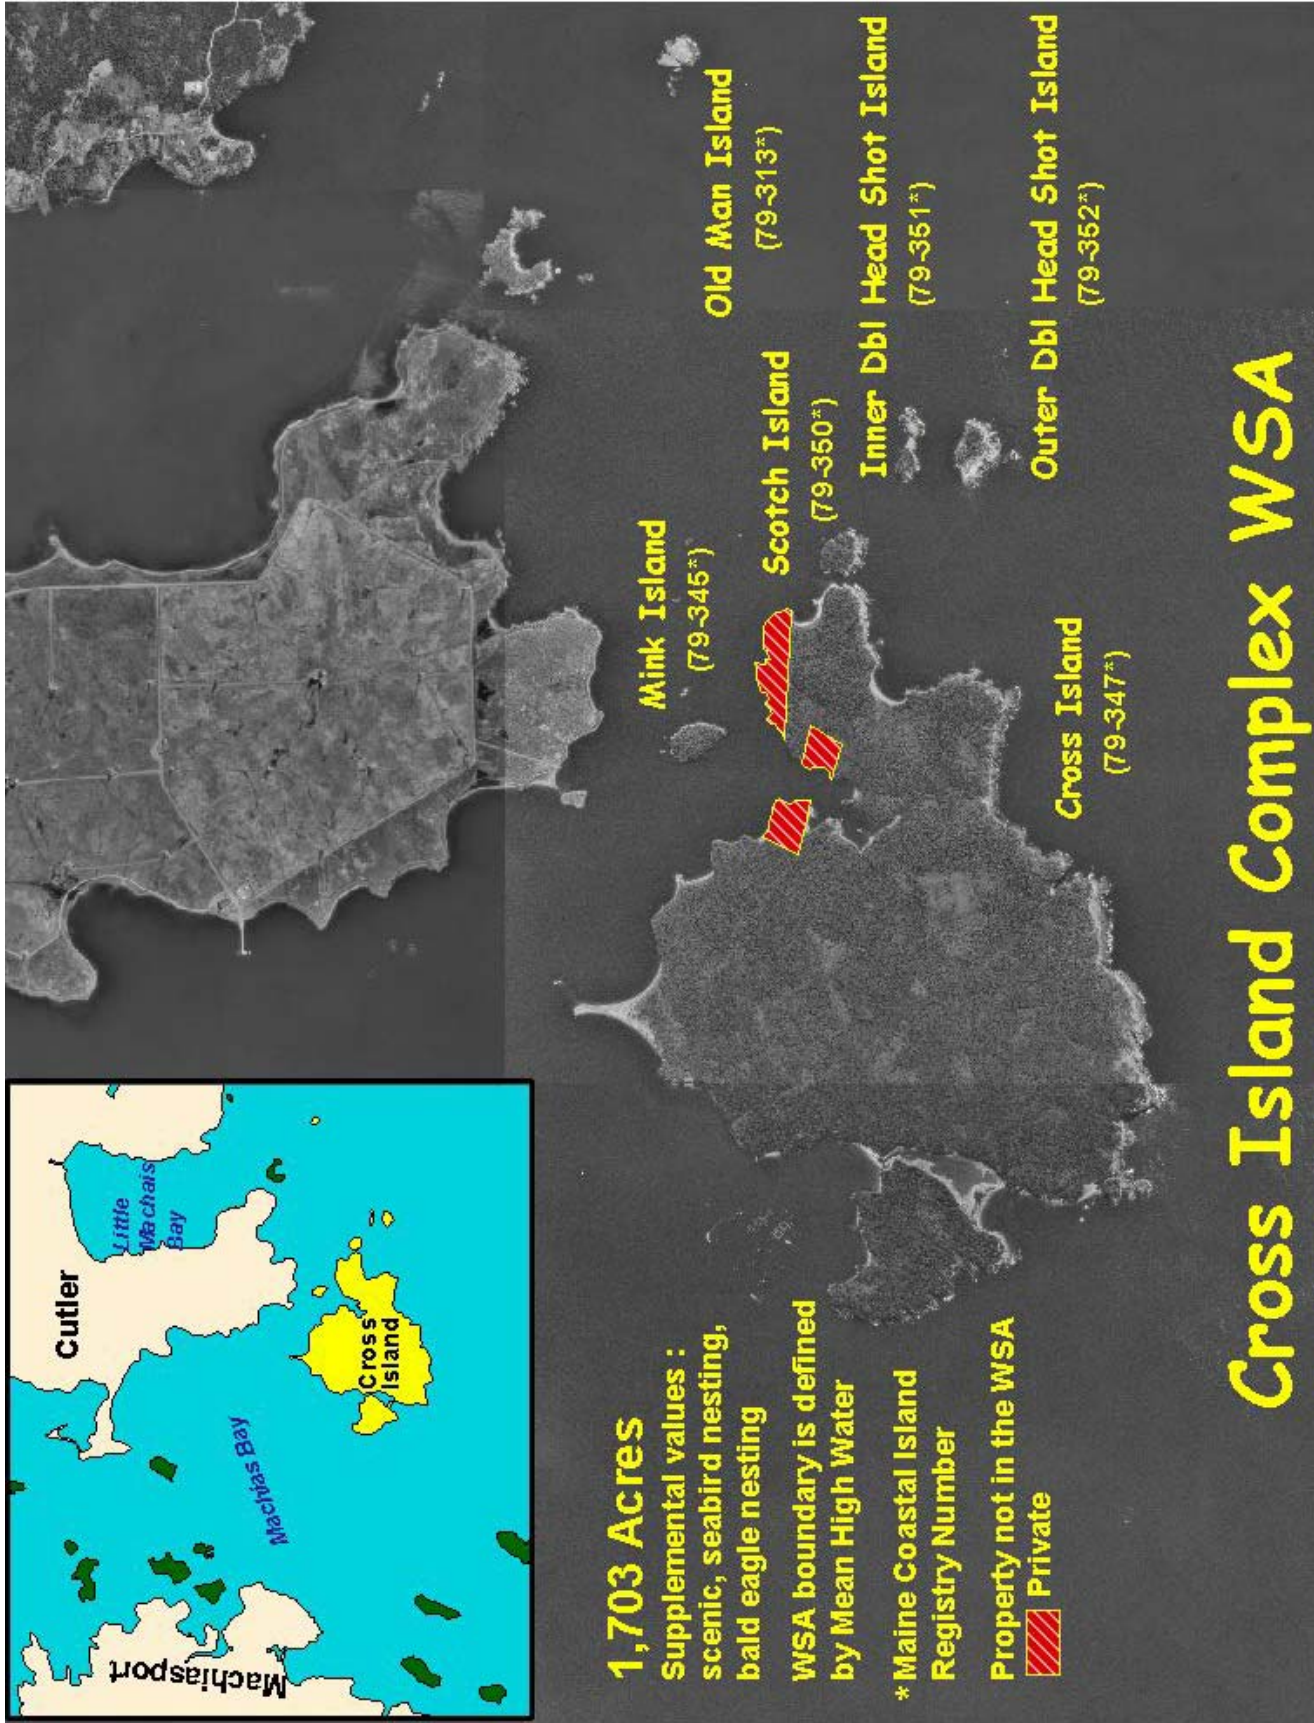 Cutler
Little
Machais
Bay
Machias Bay
Machiasport
Cross
Island
Old Man Island
(79-313*)
Mink Island
(79-345*)
Scotch Island
(79-350*)
Inner Dbl Head Shot Island
(79-351*)
Outer Dbl Head Shot Island
(79-352*)
Cross Island
(79-347*)
1,703 Acres
Supplemental values :
scenic, seabird nesting,
bald eagle nesting
WSA boundary is defined
by Mean High Water
*Maine Coastal Island
Registry Number
Property not in the WSA
Private
Cross Island Complex WSA